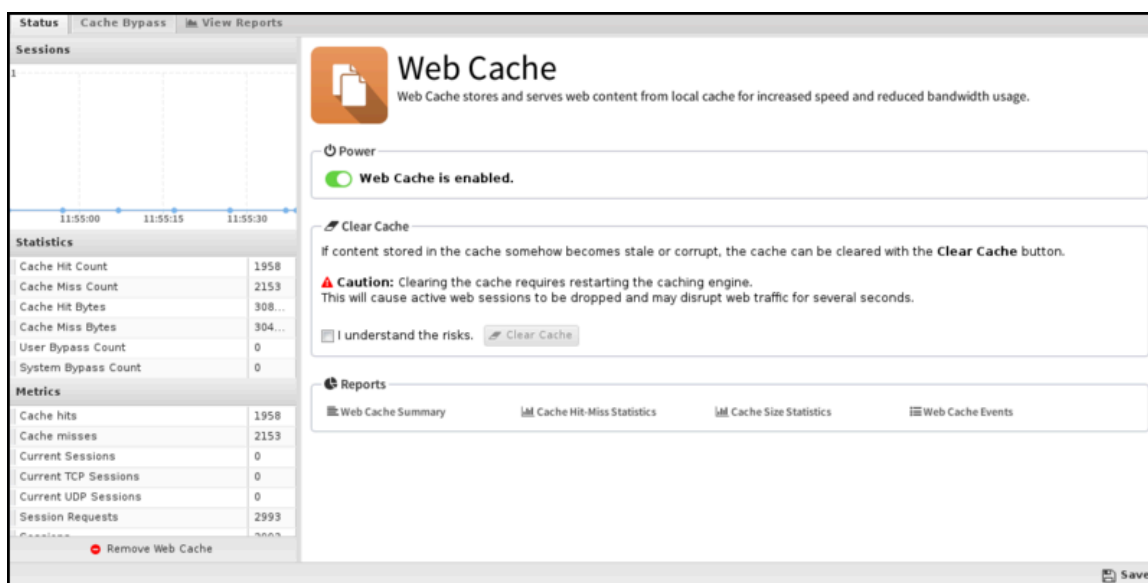 Status Cache Bypass View Reports
Sessions
1
11:55:00 11:55:15 11:55:30
Statistics
Cache Hit Count 1958
Cache Miss Count 2153
Cache Hit Bytes 308...
Cache Miss Bytes 304...
User Bypass Count 0
System Bypass Count 0
Metrics
Cache hits 1958
Cache misses 2153
Current Sessions 0
Current TCP Sessions 0
Current UDP Sessions 0
Session Requests 2993
Remove Web Cache
Web Cache
Web Cache stores and serves web content from local cache for increased speed and reduced bandwidth usage.
Power
Web Cache is enabled.
Clear Cache
If content stored in the cache somehow becomes stale or corrupt, the cache can be cleared with the Clear Cache button.
Caution: Clearing the cache requires restarting the caching engine.
This will cause active web sessions to be dropped and may disrupt web traffic for several seconds.
I understand the risks. Clear Cache
Reports
Web Cache Summary Cache Hit-Miss Statistics Cache Size Statistics Web Cache Events
Save